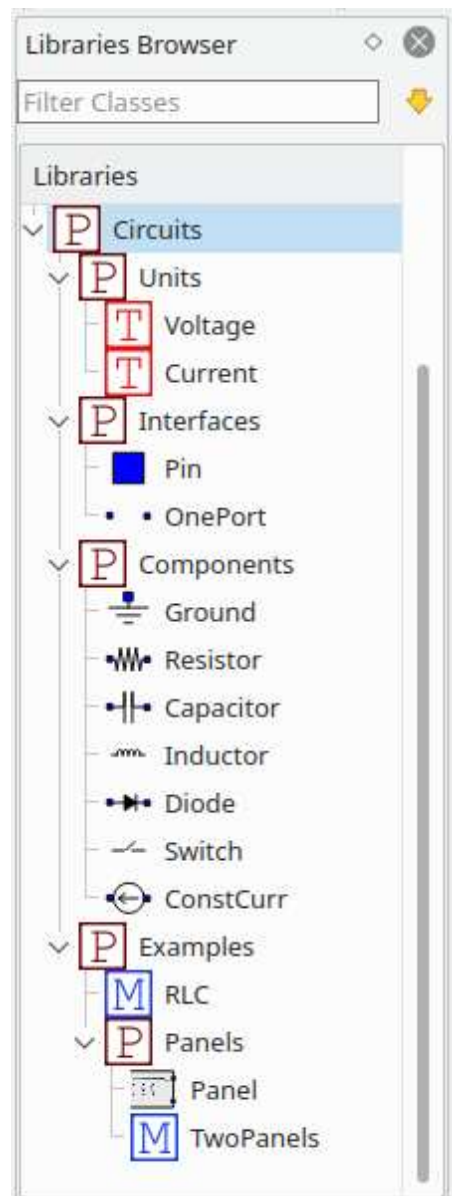 Libraries Browser
Filter Classes
Libraries
P Circuits
P Units
T Voltage
T Current
P Interfaces
Pin
OnePort
P Components
Ground
Resistor
Capacitor
Inductor
Diode
Switch
ConstCurr
P Examples
M RLC
P Panels
Panel
M TwoPanels